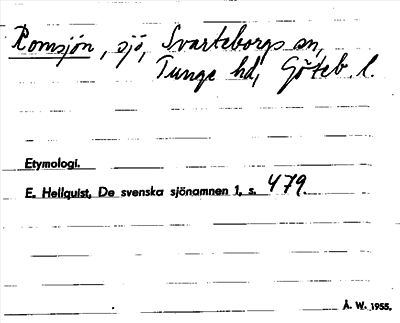 Romsjön, sjö, Svarteborgs sn,
Tunge hd, Göteb. l.
Etymologi.
E. Hellquist, De svenska sjönamnen 1, s. 479.
Å. W. 1955.